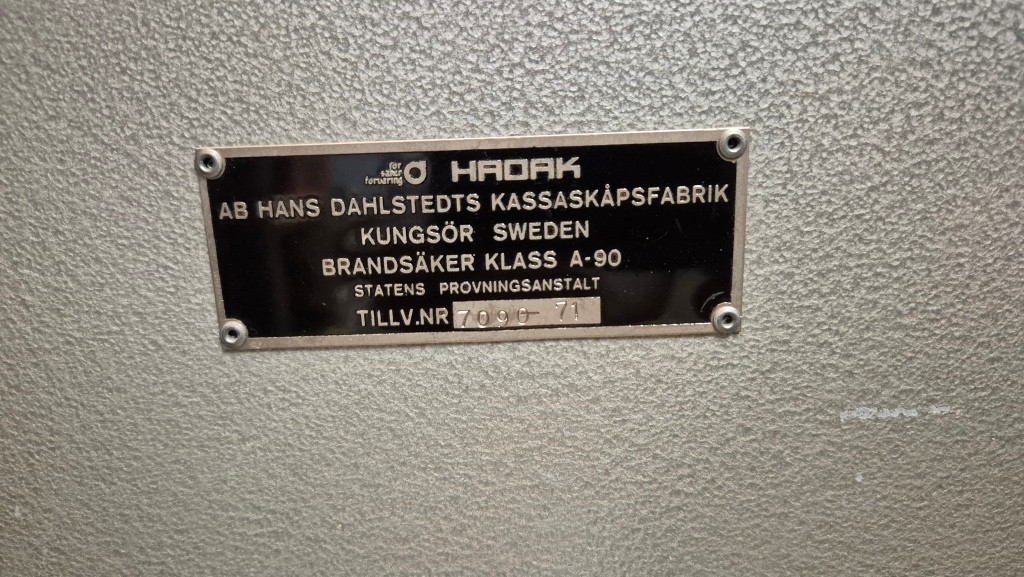 för
säker
förvaring
HADAK
AB HANS DAHLSTEDTS KASSASKÅPSFABRIK
KUNGSÖR SWEDEN
BRANDSÄKER KLASS A-90
STATENS PROVNINGSANSTALT
TILLV.NR 7090-71